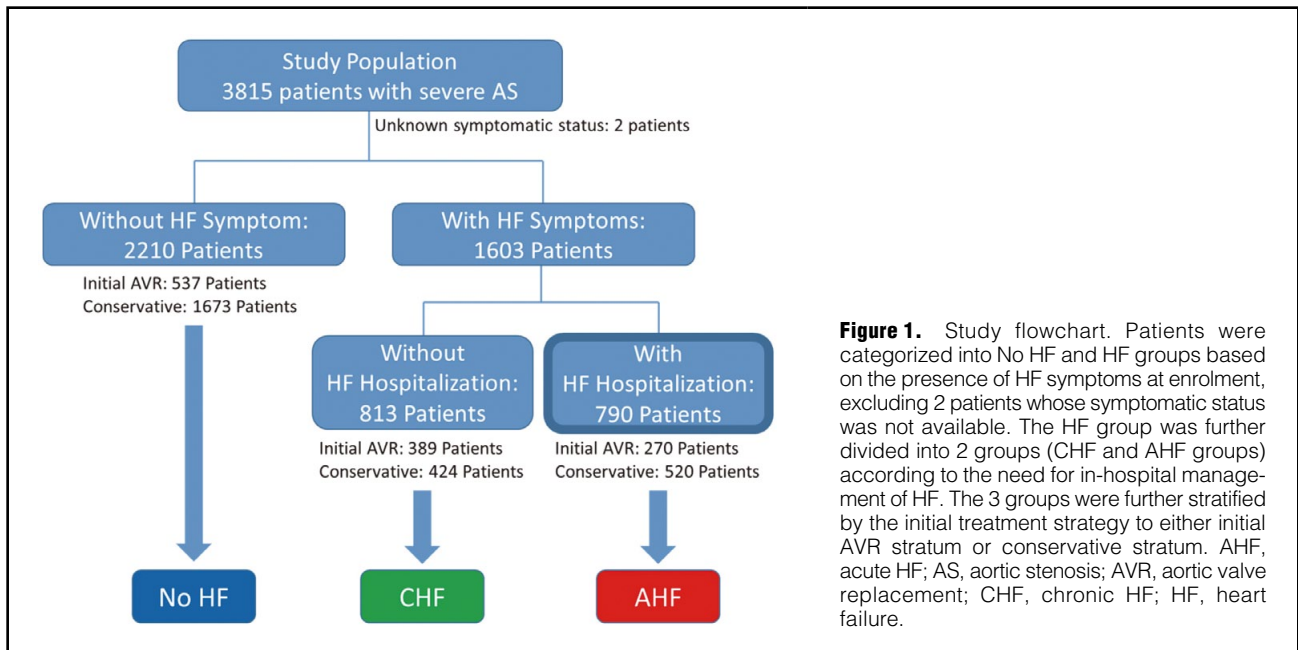 Study Population
3815 patients with severe AS
Unknown symptomatic status: 2 patients
Without HF Symptom:
2210 Patients
With HF Symptoms:
1603 Patients
Initial AVR: 537 Patients
Conservative: 1673 Patients
Without
HF Hospitalization:
813 Patients
With
HF Hospitalization:
790 Patients
Initial AVR: 389 Patients
Conservative: 424 Patients
Initial AVR: 270 Patients
Conservative: 520 Patients
No HF
CHF
AHF
Figure 1. Study flowchart. Patients were
categorized into No HF and HF groups based
on the presence of HF symptoms at enrolment,
excluding 2 patients whose symptomatic status
was not available. The HF group was further
divided into 2 groups (CHF and AHF groups)
according to the need for in-hospital manage-
ment of HF. The 3 groups were further stratified
by the initial treatment strategy to either initial
AVR stratum or conservative stratum. AHF,
acute HF; AS, aortic stenosis; AVR, aortic valve
replacement; CHF, chronic HF; HF, heart
failure.